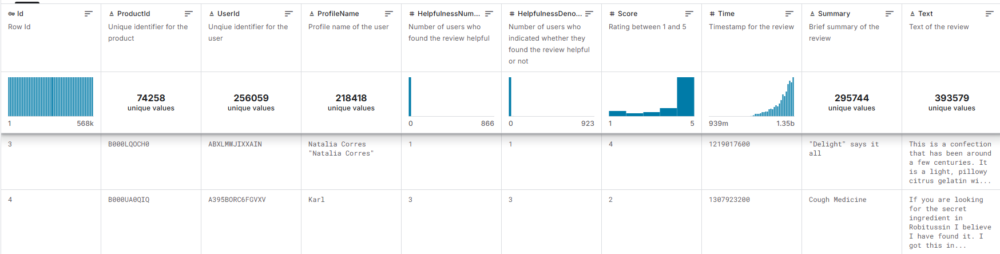 Id
Row Id
ProductId
Unique identifier for the
product
UserId
Unqiue identifier for the
user
ProfileName
Profile name of the user
HelpfulnessNum...
Number of users who
found the review helpful
HelpfulnessDeno...
Number of users who
indicated whether they
found the review helpful
or not
# Score
Rating between 1 and 5
# Time
Timestamp for the review
Summary
Brief summary of the
review
Text
Text of the review
1 568k
74258
unique values
256059
unique values
218418
unique values
0 866
0 923
1 5
939m 1.35b
295744
unique values
393579
unique values
3
B000LQOCH0
ABXLMWJIXXAIN
Natalia Corres
"Natalia Corres"
1
1
4
1219017600
"Delight" says it
all
This is a confection
that has been around
a few centuries. It
is a light, pillowy
citrus gelatin wi...
4
B000UA0QIQ
A395BORC6FGVXV
Karl
3
3
2
1307923200
Cough Medicine
If you are looking
for the secret
ingredient in
Robitussin I believe
I have found it. I
got this in...